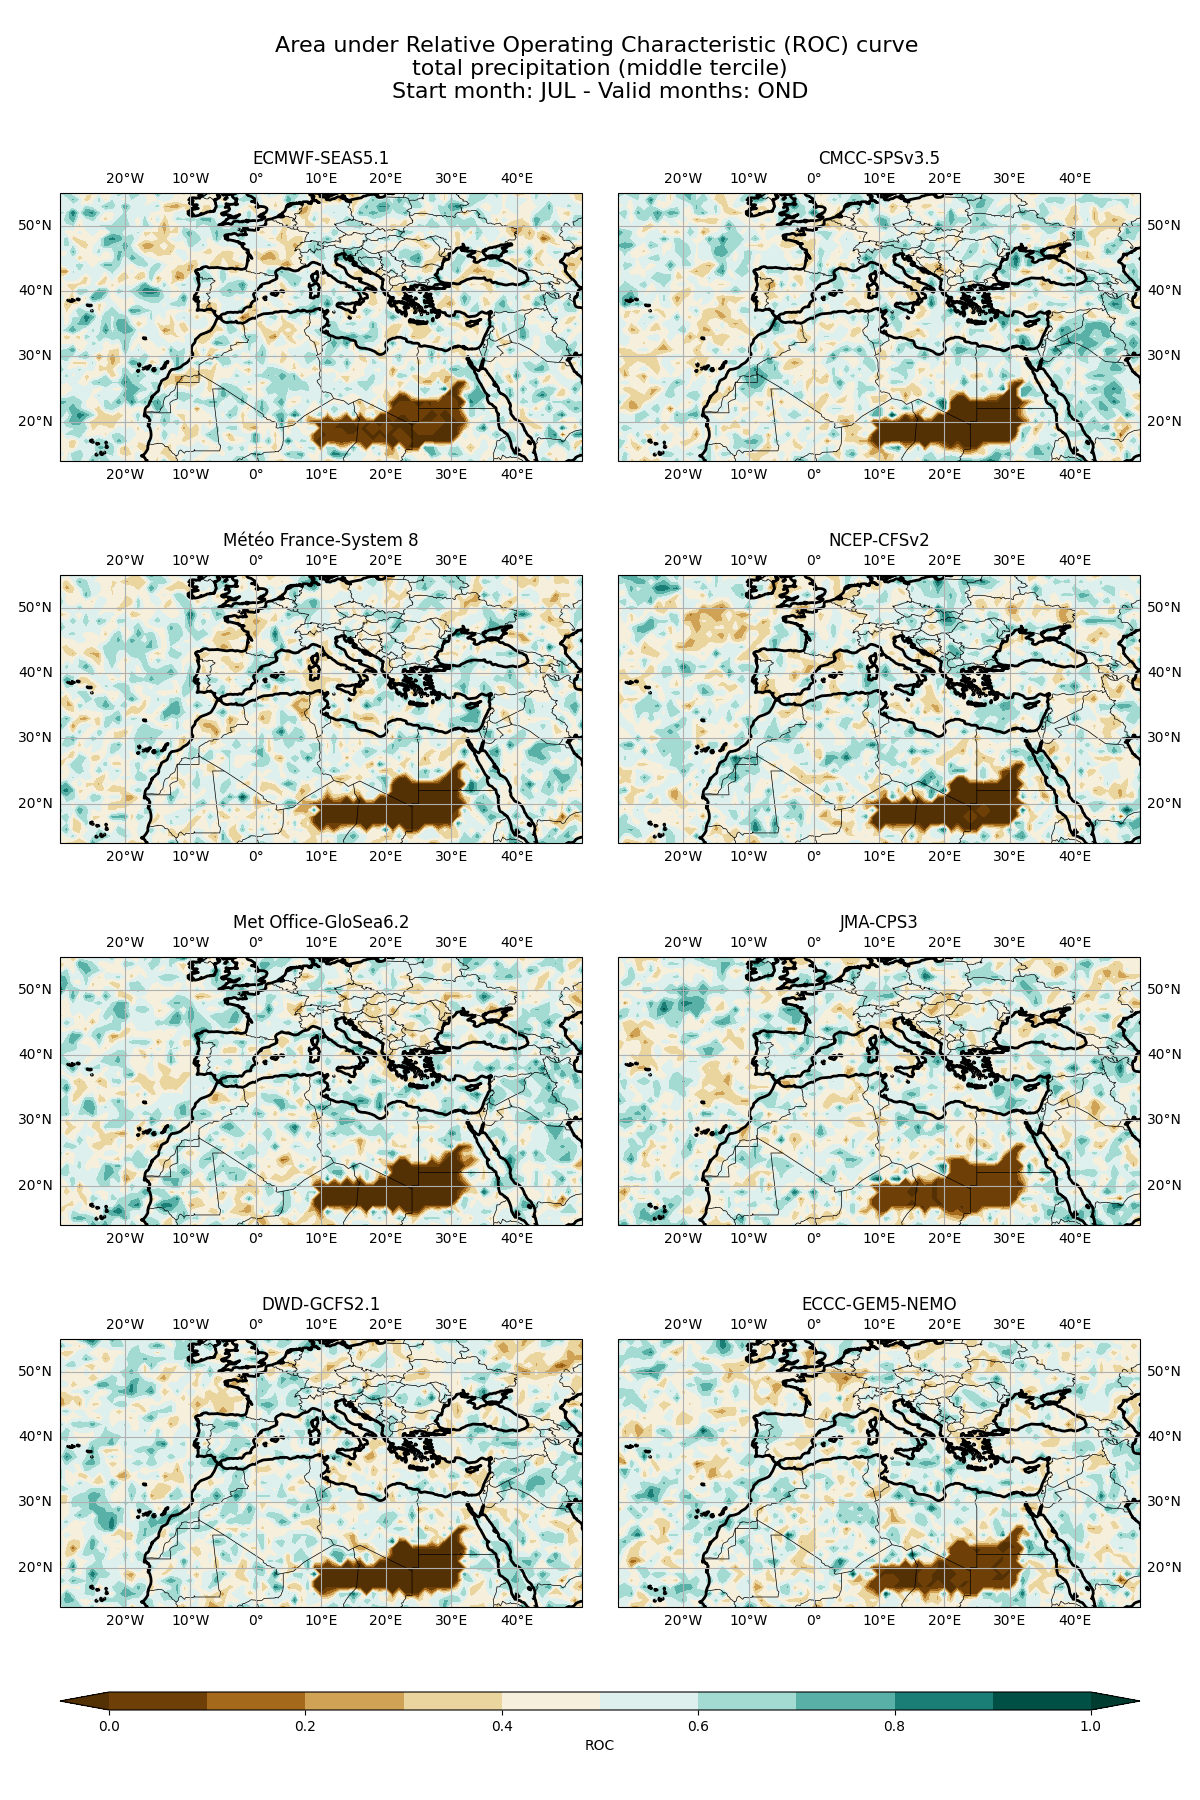 Area under Relative Operating Characteristic (ROC) curve
total precipitation (middle tercile)
Start month: JUL - Valid months: OND
ECMWF-SEAS5.1
CMCC-SPSv3.5
20°W 10°W 0° 10°E 20°E 30°E 40°E
20°W 10°W 0° 10°E 20°E 30°E 40°E
50°N
40°N
30°N
20°N
50°N
40°N
30°N
20°N
20°W 10°W 0° 10°E 20°E 30°E 40°E
20°W 10°W 0° 10°E 20°E 30°E 40°E
Météo France-System 8
NCEP-CFSv2
20°W 10°W 0° 10°E 20°E 30°E 40°E
20°W 10°W 0° 10°E 20°E 30°E 40°E
50°N
40°N
30°N
20°N
50°N
40°N
30°N
20°N
20°W 10°W 0° 10°E 20°E 30°E 40°E
20°W 10°W 0° 10°E 20°E 30°E 40°E
Met Office-GloSea6.2
JMA-CPS3
20°W 10°W 0° 10°E 20°E 30°E 40°E
20°W 10°W 0° 10°E 20°E 30°E 40°E
50°N
40°N
30°N
20°N
50°N
40°N
30°N
20°N
20°W 10°W 0° 10°E 20°E 30°E 40°E
20°W 10°W 0° 10°E 20°E 30°E 40°E
DWD-GCFS2.1
ECCC-GEM5-NEMO
20°W 10°W 0° 10°E 20°E 30°E 40°E
20°W 10°W 0° 10°E 20°E 30°E 40°E
50°N
40°N
30°N
20°N
50°N
40°N
30°N
20°N
20°W 10°W 0° 10°E 20°E 30°E 40°E
20°W 10°W 0° 10°E 20°E 30°E 40°E
0.0 0.2 0.4 0.6 0.8 1.0
ROC